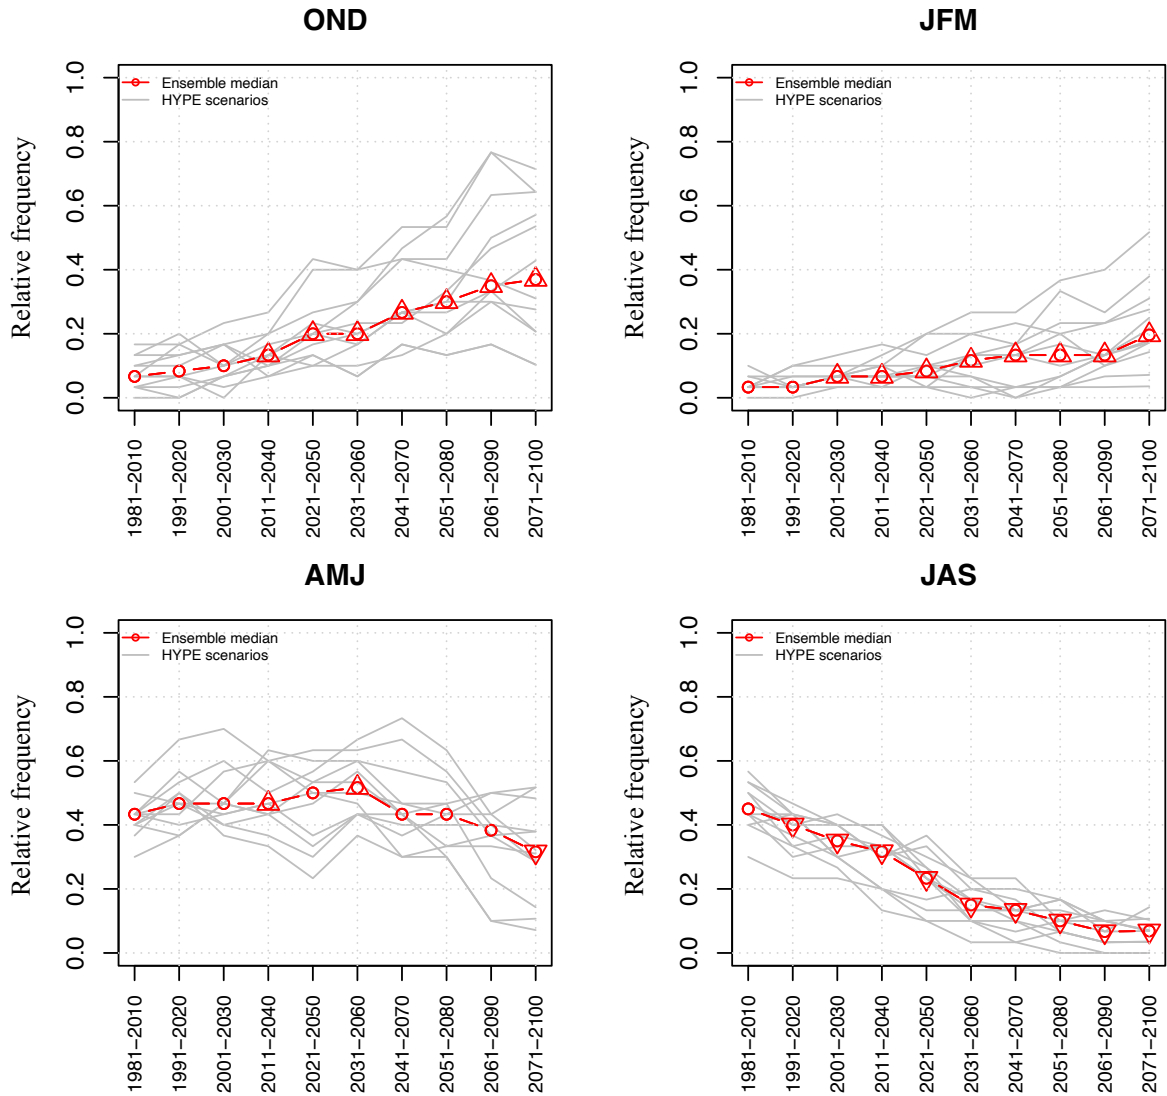 OND
Relative frequency
0.0 0.2 0.4 0.6 0.8 1.0
Ensemble median
HYPE scenarios
1981−2010
1991−2020
2001−2030
2011−2040
2021−2050
2031−2060
2041−2070
2051−2080
2061−2090
2071−2100
JFM
Relative frequency
0.0 0.2 0.4 0.6 0.8 1.0
Ensemble median
HYPE scenarios
1981−2010
1991−2020
2001−2030
2011−2040
2021−2050
2031−2060
2041−2070
2051−2080
2061−2090
2071−2100
AMJ
Relative frequency
0.0 0.2 0.4 0.6 0.8 1.0
Ensemble median
HYPE scenarios
1981−2010
1991−2020
2001−2030
2011−2040
2021−2050
2031−2060
2041−2070
2051−2080
2061−2090
2071−2100
JAS
Relative frequency
0.0 0.2 0.4 0.6 0.8 1.0
Ensemble median
HYPE scenarios
1981−2010
1991−2020
2001−2030
2011−2040
2021−2050
2031−2060
2041−2070
2051−2080
2061−2090
2071−2100